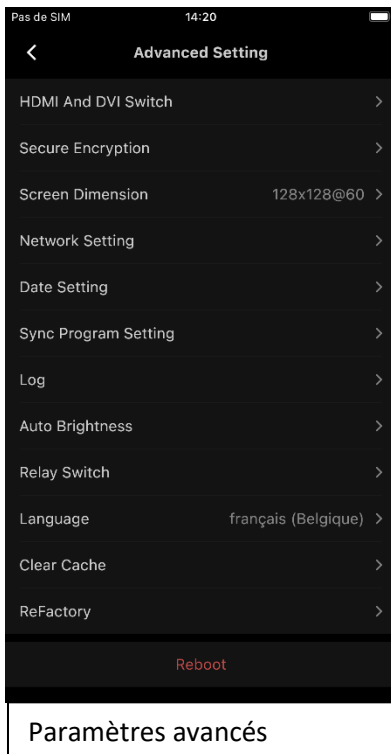 Pas de SIM 14:20
Advanced Setting
HDMI And DVI Switch
Secure Encryption
Screen Dimension 128x128@60
Network Setting
Date Setting
Sync Program Setting
Log
Auto Brightness
Relay Switch
Language français (Belgique)
Clear Cache
ReFactory
Reboot
Paramètres avancés